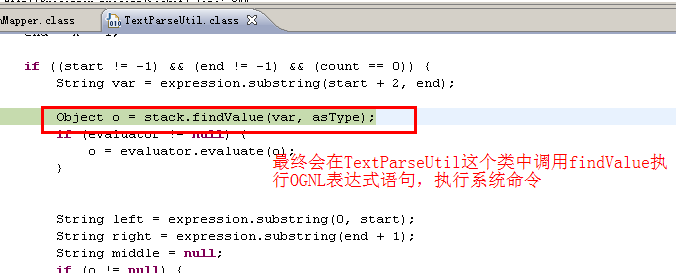 nMapper.class
TextParseUtil.class
if ((start != -1) && (end != -1) && (count == 0)) {
String var = expression.substring(start + 2, end);
Object o = stack.findValue(var, asType);
if (evaluator != null) {
o = evaluator.evaluate(o);
}
最终会在TextParseUtil这个类中调用findValue执
行OGNL表达式语句，执行系统命令
String left = expression.substring(0, start);
String right = expression.substring(end + 1);
String middle = null;
if (o != null) {